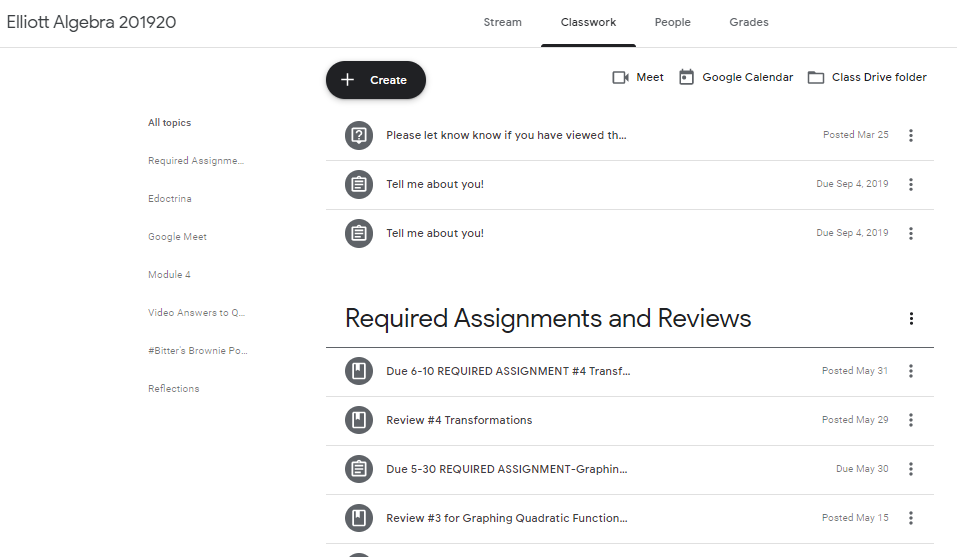 Elliott Algebra 201920
Stream Classwork People Grades
Create
Meet Google Calendar Class Drive folder
All topics
Required Assignme...
Edoctrina
Google Meet
Module 4
Video Answers to Q...
#Bitter's Brownie Po...
Reflections
Please let know know if you have viewed th... Posted Mar 25
Tell me about you! Due Sep 4, 2019
Tell me about you! Due Sep 4, 2019
Required Assignments and Reviews
Due 6-10 REQUIRED ASSIGNMENT #4 Transf... Posted May 31
Review #4 Transformations Posted May 29
Due 5-30 REQUIRED ASSIGNMENT-Graphin... Due May 30
Review #3 for Graphing Quadratic Function... Posted May 15